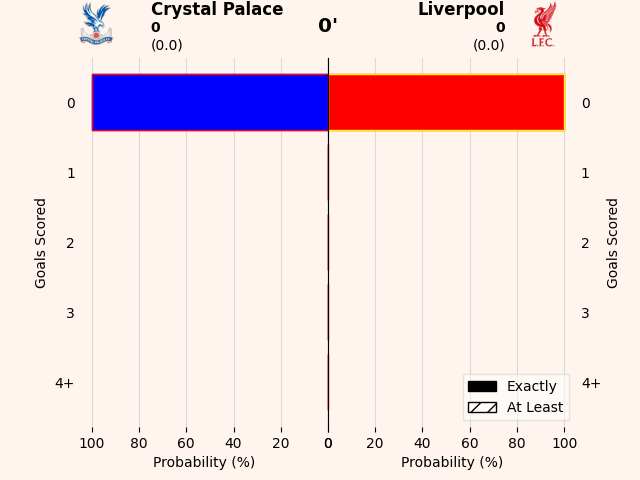 Crystal Palace
0
(0.0)
0'
Liverpool
0
(0.0)
L.F.C.
Goals Scored
0
1
2
3
4+
0
1
2
3
4+
Goals Scored
Exactly
At Least
100 80 60 40 20 0
0 20 40 60 80 100
Probability (%)
Probability (%)